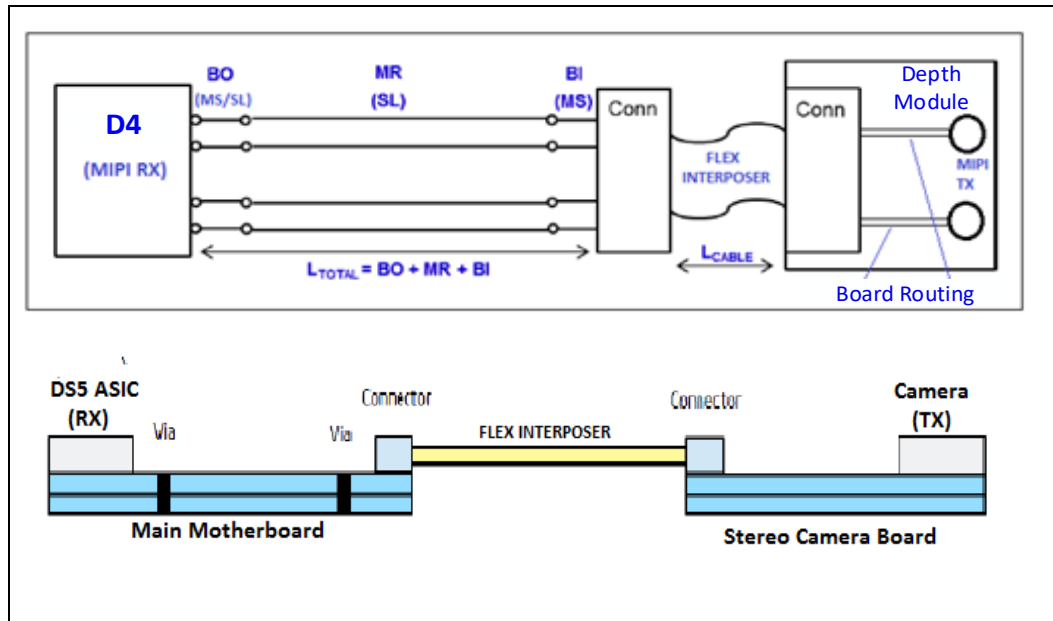 BO
(MS/SL)
MR
(SL)
BI
(MS)
D4
(MIPI RX)
Conn
Conn
Depth
Module
FLEX
INTERPOSER
MIPI
TX
L_TOTAL = BO + MR + BI
L_CABLE
Board Routing
DS5 ASIC
(RX)
Via
Via
Connector
FLEX INTERPOSER
Connector
Camera
(TX)
Main Motherboard
Stereo Camera Board